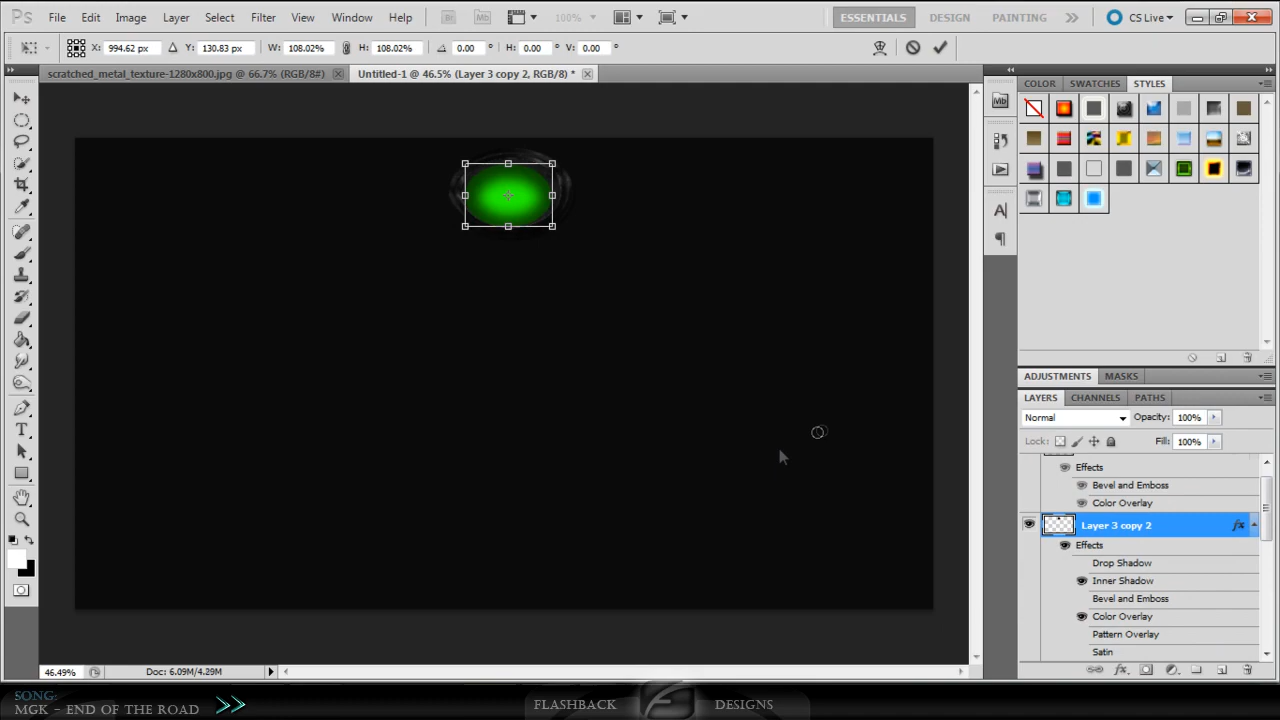 Ps File Edit Image Layer Select Filter View Window Help Br Mb 100% ESSENTIALS DESIGN PAINTING CS Live
X: 994.62 px Y: 130.83 px W: 108.02% H: 108.02% 0.00 ° H: 0.00 ° V: 0.00 °
scratched_metal_texture-1280x800.jpg @ 66.7% (RGB/8#) Untitled-1 @ 46.5% (Layer 3 copy 2, RGB/8) *
COLOR SWATCHES STYLES
Mb
ADJUSTMENTS MASKS
LAYERS CHANNELS PATHS
Normal Opacity: 100%
Lock: Fill: 100%
Effects
Bevel and Emboss
Color Overlay
Layer 3 copy 2 fx
Effects
Drop Shadow
Inner Shadow
Bevel and Emboss
Color Overlay
Pattern Overlay
Satin
46.49% Doc: 6.09M/4.29M
SONG:
MGK - END OF THE ROAD
FLASHBACK DESIGNS